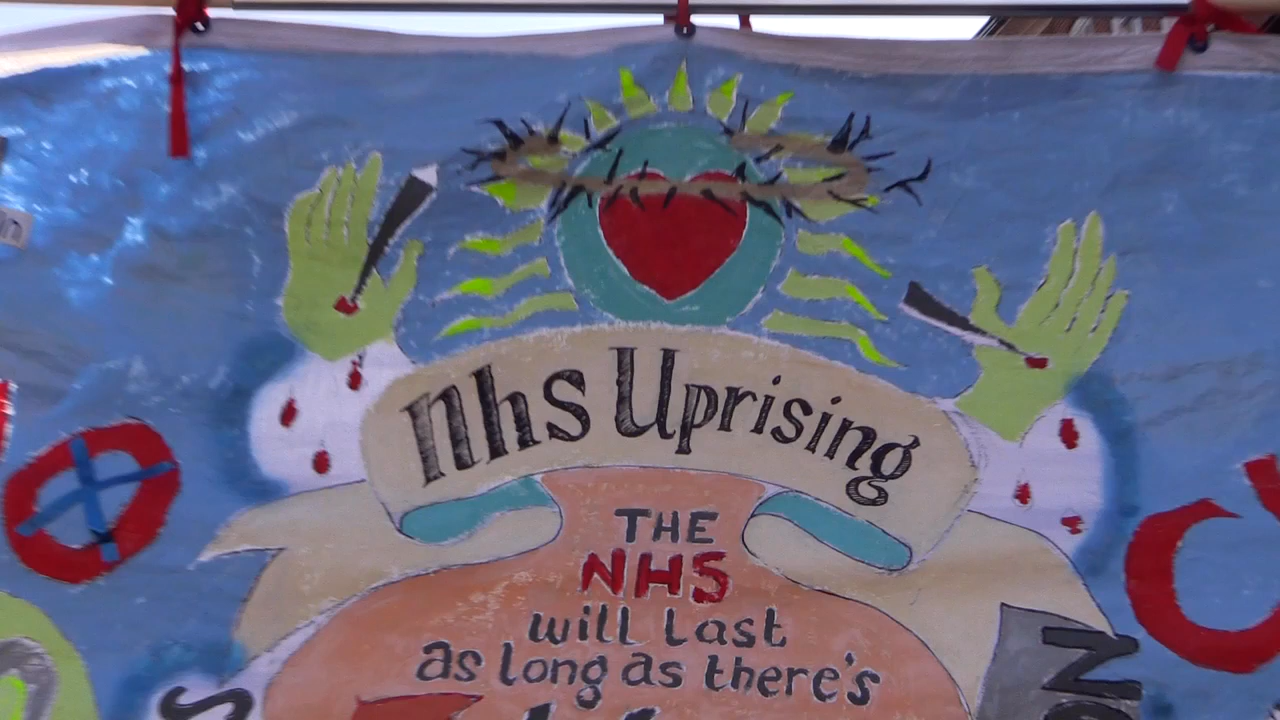 nhs Uprising
THE
NHS
will last
as long as there's